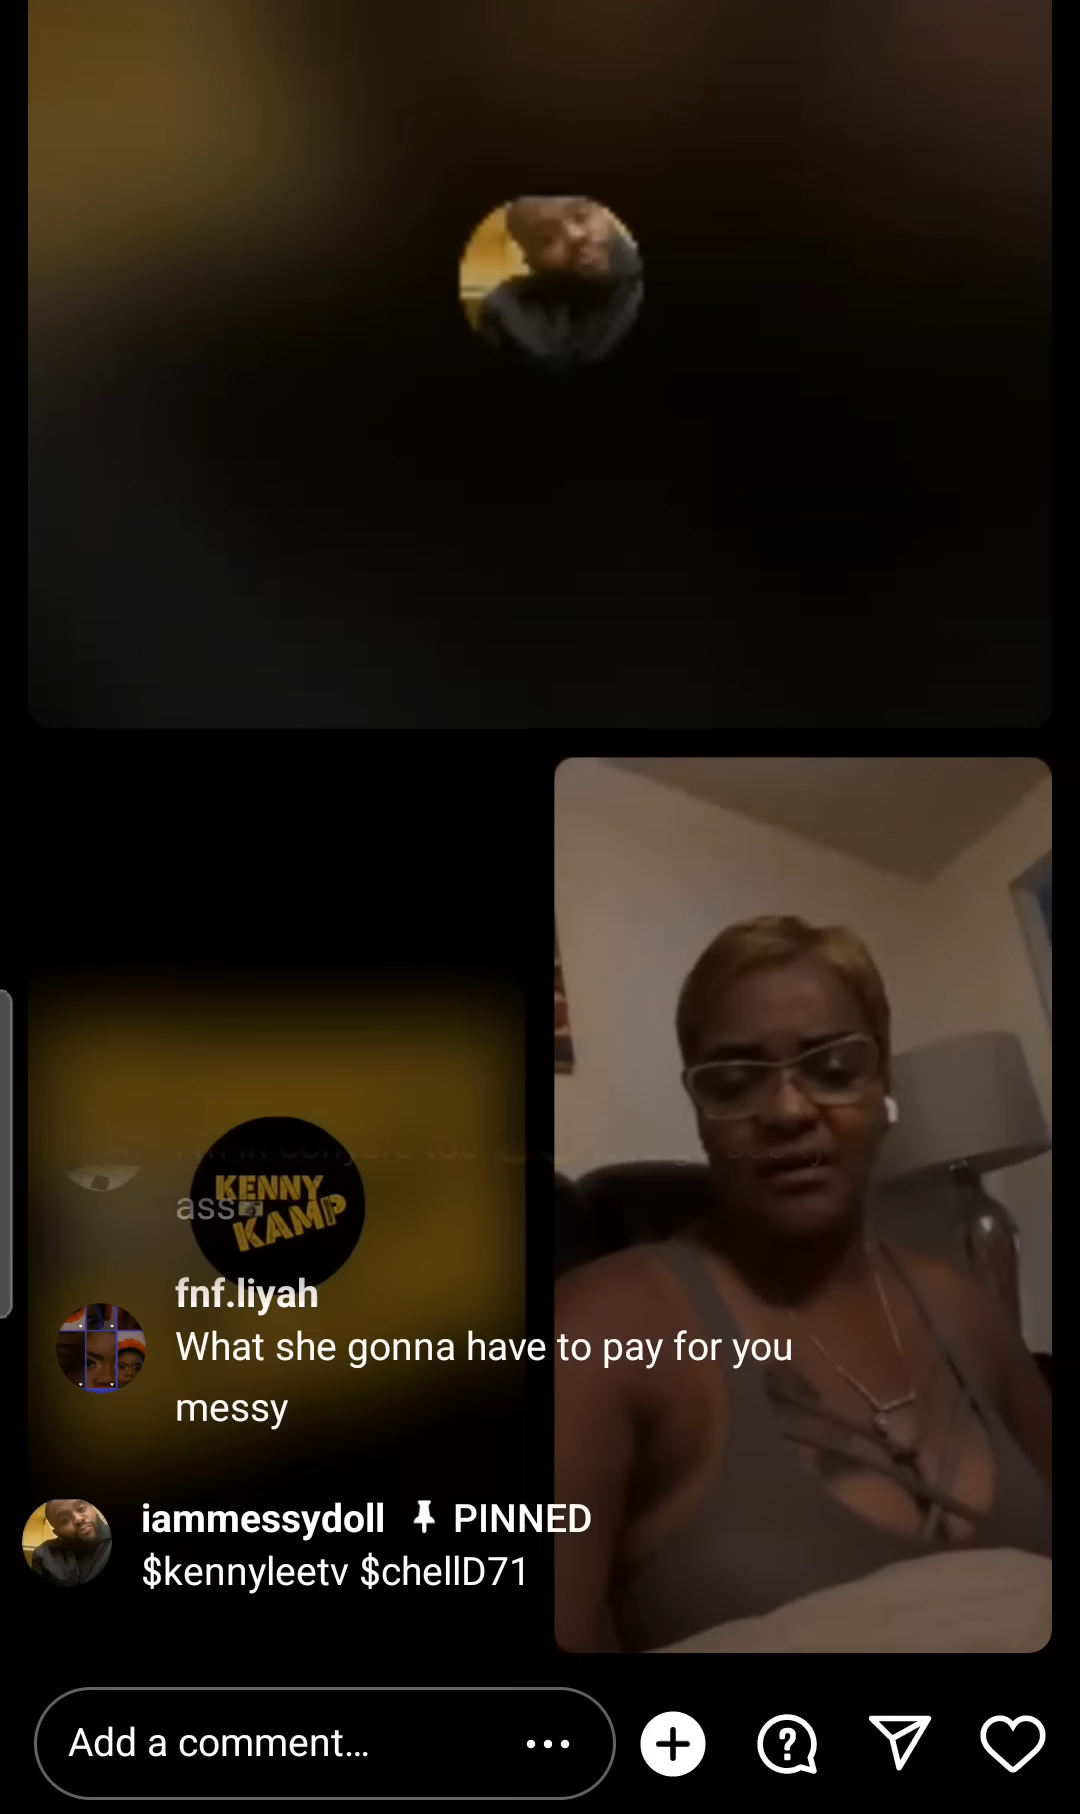 KENNY
KAMP
ass
fnf.liyah
What she gonna have to pay for you
messy
iammessydoll PINNED
$kennyleetv $chellD71
Add a comment...